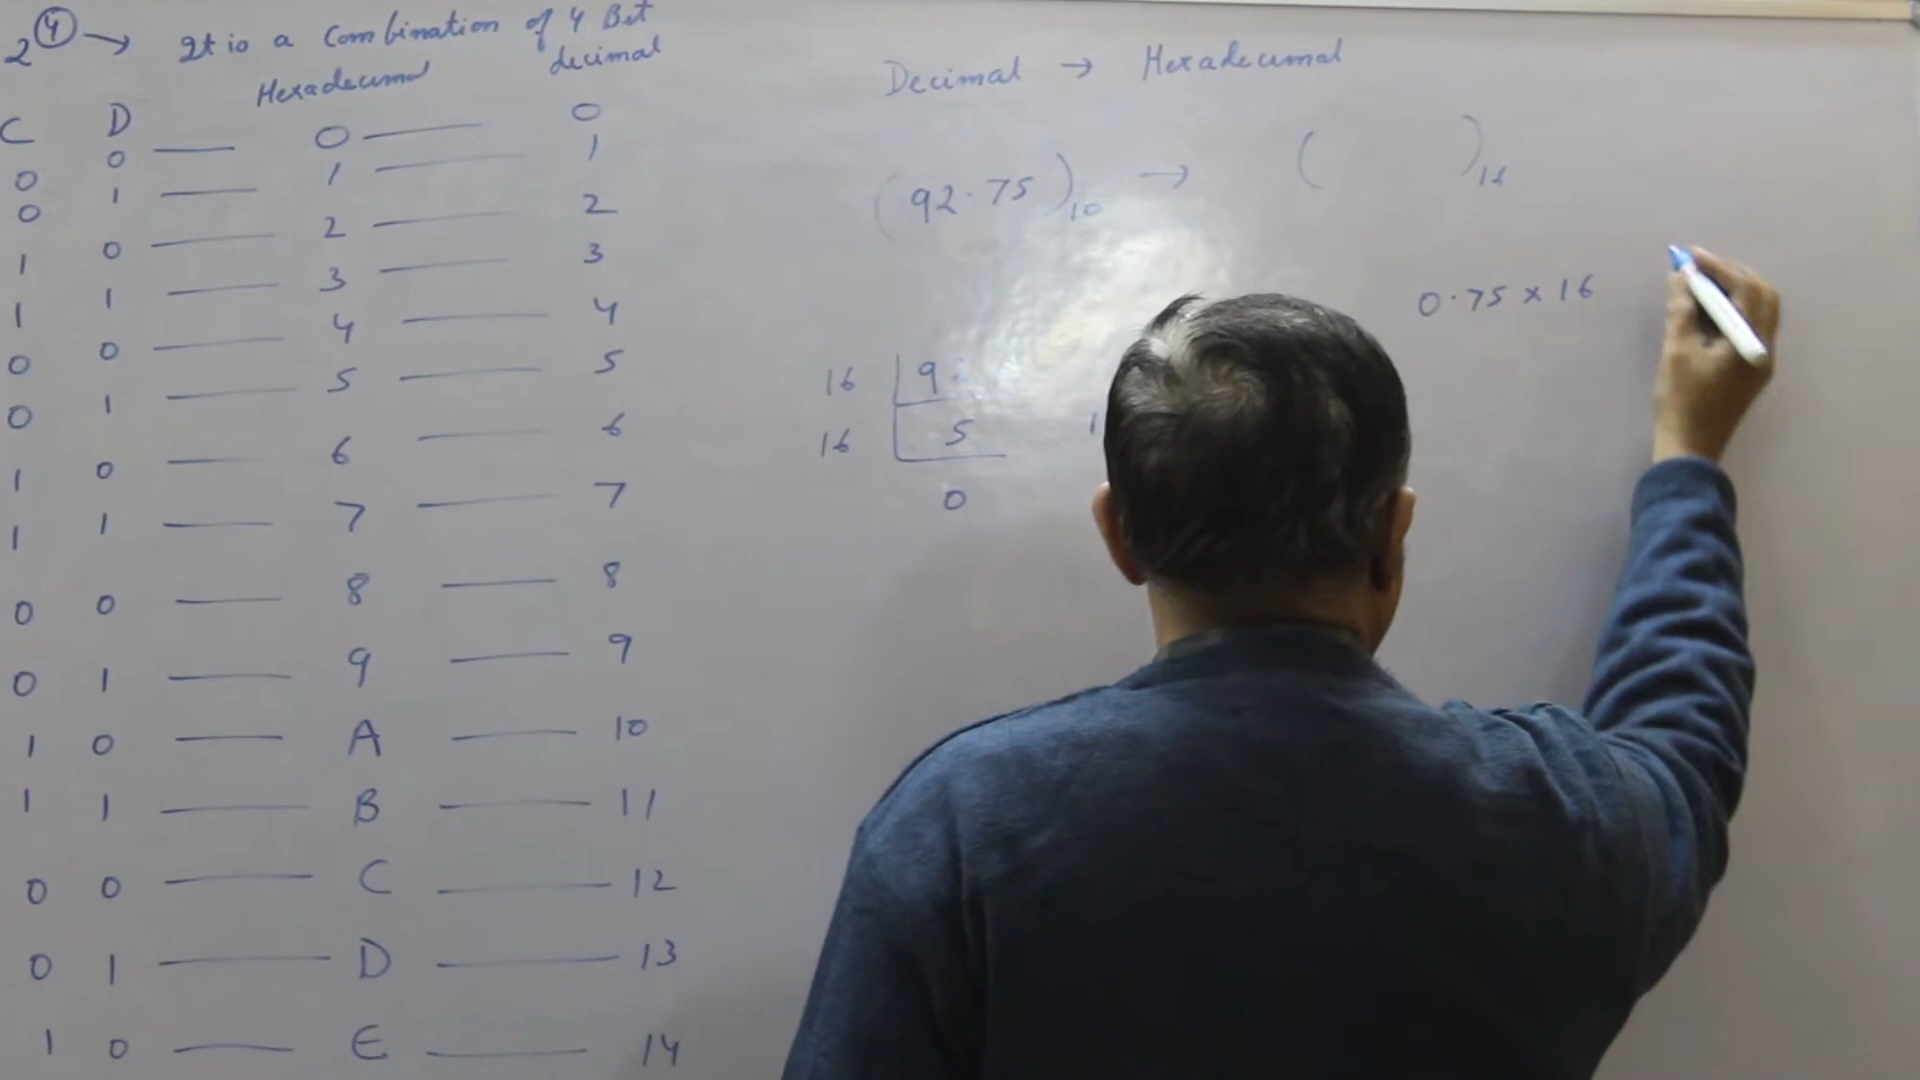 2④ → It is a Combination of 4 Bit
Hexadecimal decimal
C D
0 0 — 0 — 0
0 1 — 1 — 1
1 0 — 2 — 2
1 1 — 3 — 3
0 0 — 4 — 4
0 1 — 5 — 5
1 0 — 6 — 6
1 1 — 7 — 7
0 0 — 8 — 8
0 1 — 9 — 9
1 0 — A — 10
1 1 — B — 11
0 0 — C — 12
0 1 — D — 13
1 0 — E — 14
Decimal → Hexadecimal
(92.75)10 → ( )16
16 9
16 5 1
0
0.75 × 16